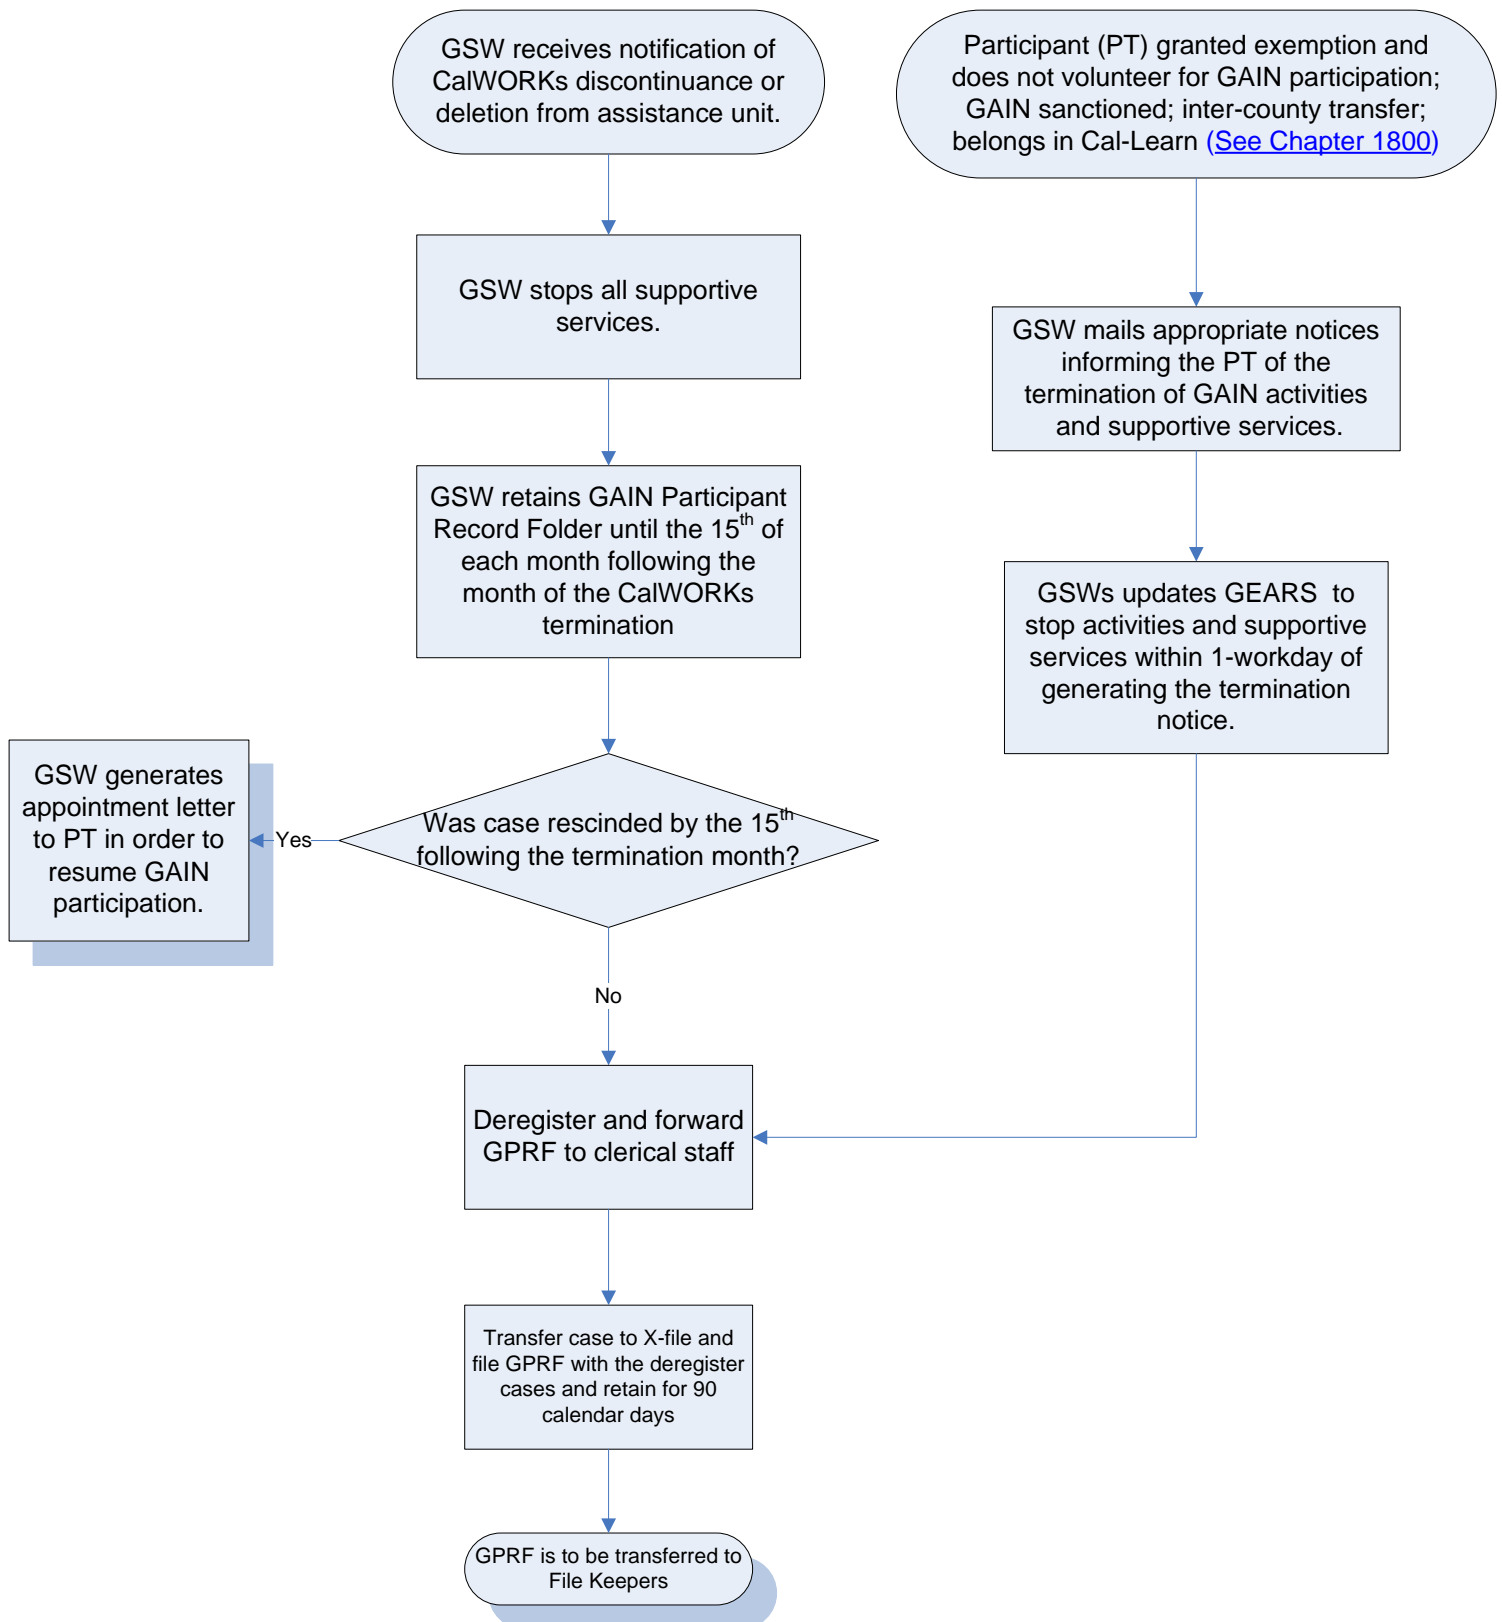 GSW receives notification of
CalWORKs discontinuance or
deletion from assistance unit.
Participant (PT) granted exemption and
does not volunteer for GAIN participation;
GAIN sanctioned; inter-county transfer;
belongs in Cal-Learn (See Chapter 1800)
GSW stops all supportive
services.
GSW mails appropriate notices
informing the PT of the
termination of GAIN activities
and supportive services.
GSW retains GAIN Participant
Record Folder until the 15th of
each month following the
month of the CalWORKs
termination
GSWs updates GEARS  to
stop activities and supportive
services within 1-workday of
generating the termination
notice.
GSW generates
appointment letter
to PT in order to
resume GAIN
participation.
Yes
Was case rescinded by the 15th
following the termination month?
No
Deregister and forward
GPRF to clerical staff
Transfer case to X-file and
file GPRF with the deregister
cases and retain for 90
calendar days
GPRF is to be transferred to
File Keepers